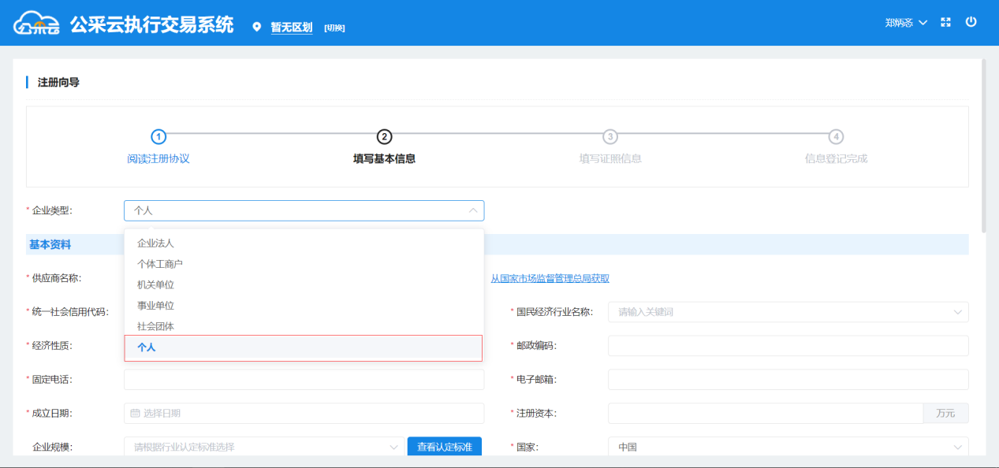 公采云 公采云执行交易系统 暂无区划 [切换] 郑炳忞
注册向导
1 2 3 4
阅读注册协议 填写基本信息 填写证照信息 信息登记完成
* 企业类型: 个人
基本资料
企业法人
个体工商户
机关单位
事业单位
社会团体
个人
* 供应商名称: 从国家市场监督管理总局获取
* 统一社会信用代码: * 国民经济行业名称: 请输入关键词
* 经济性质: * 邮政编码:
* 固定电话: * 电子邮箱:
* 成立日期: 选择日期 * 注册资本: 万元
企业规模: 请根据行业认定标准选择 查看认定标准 * 国家: 中国